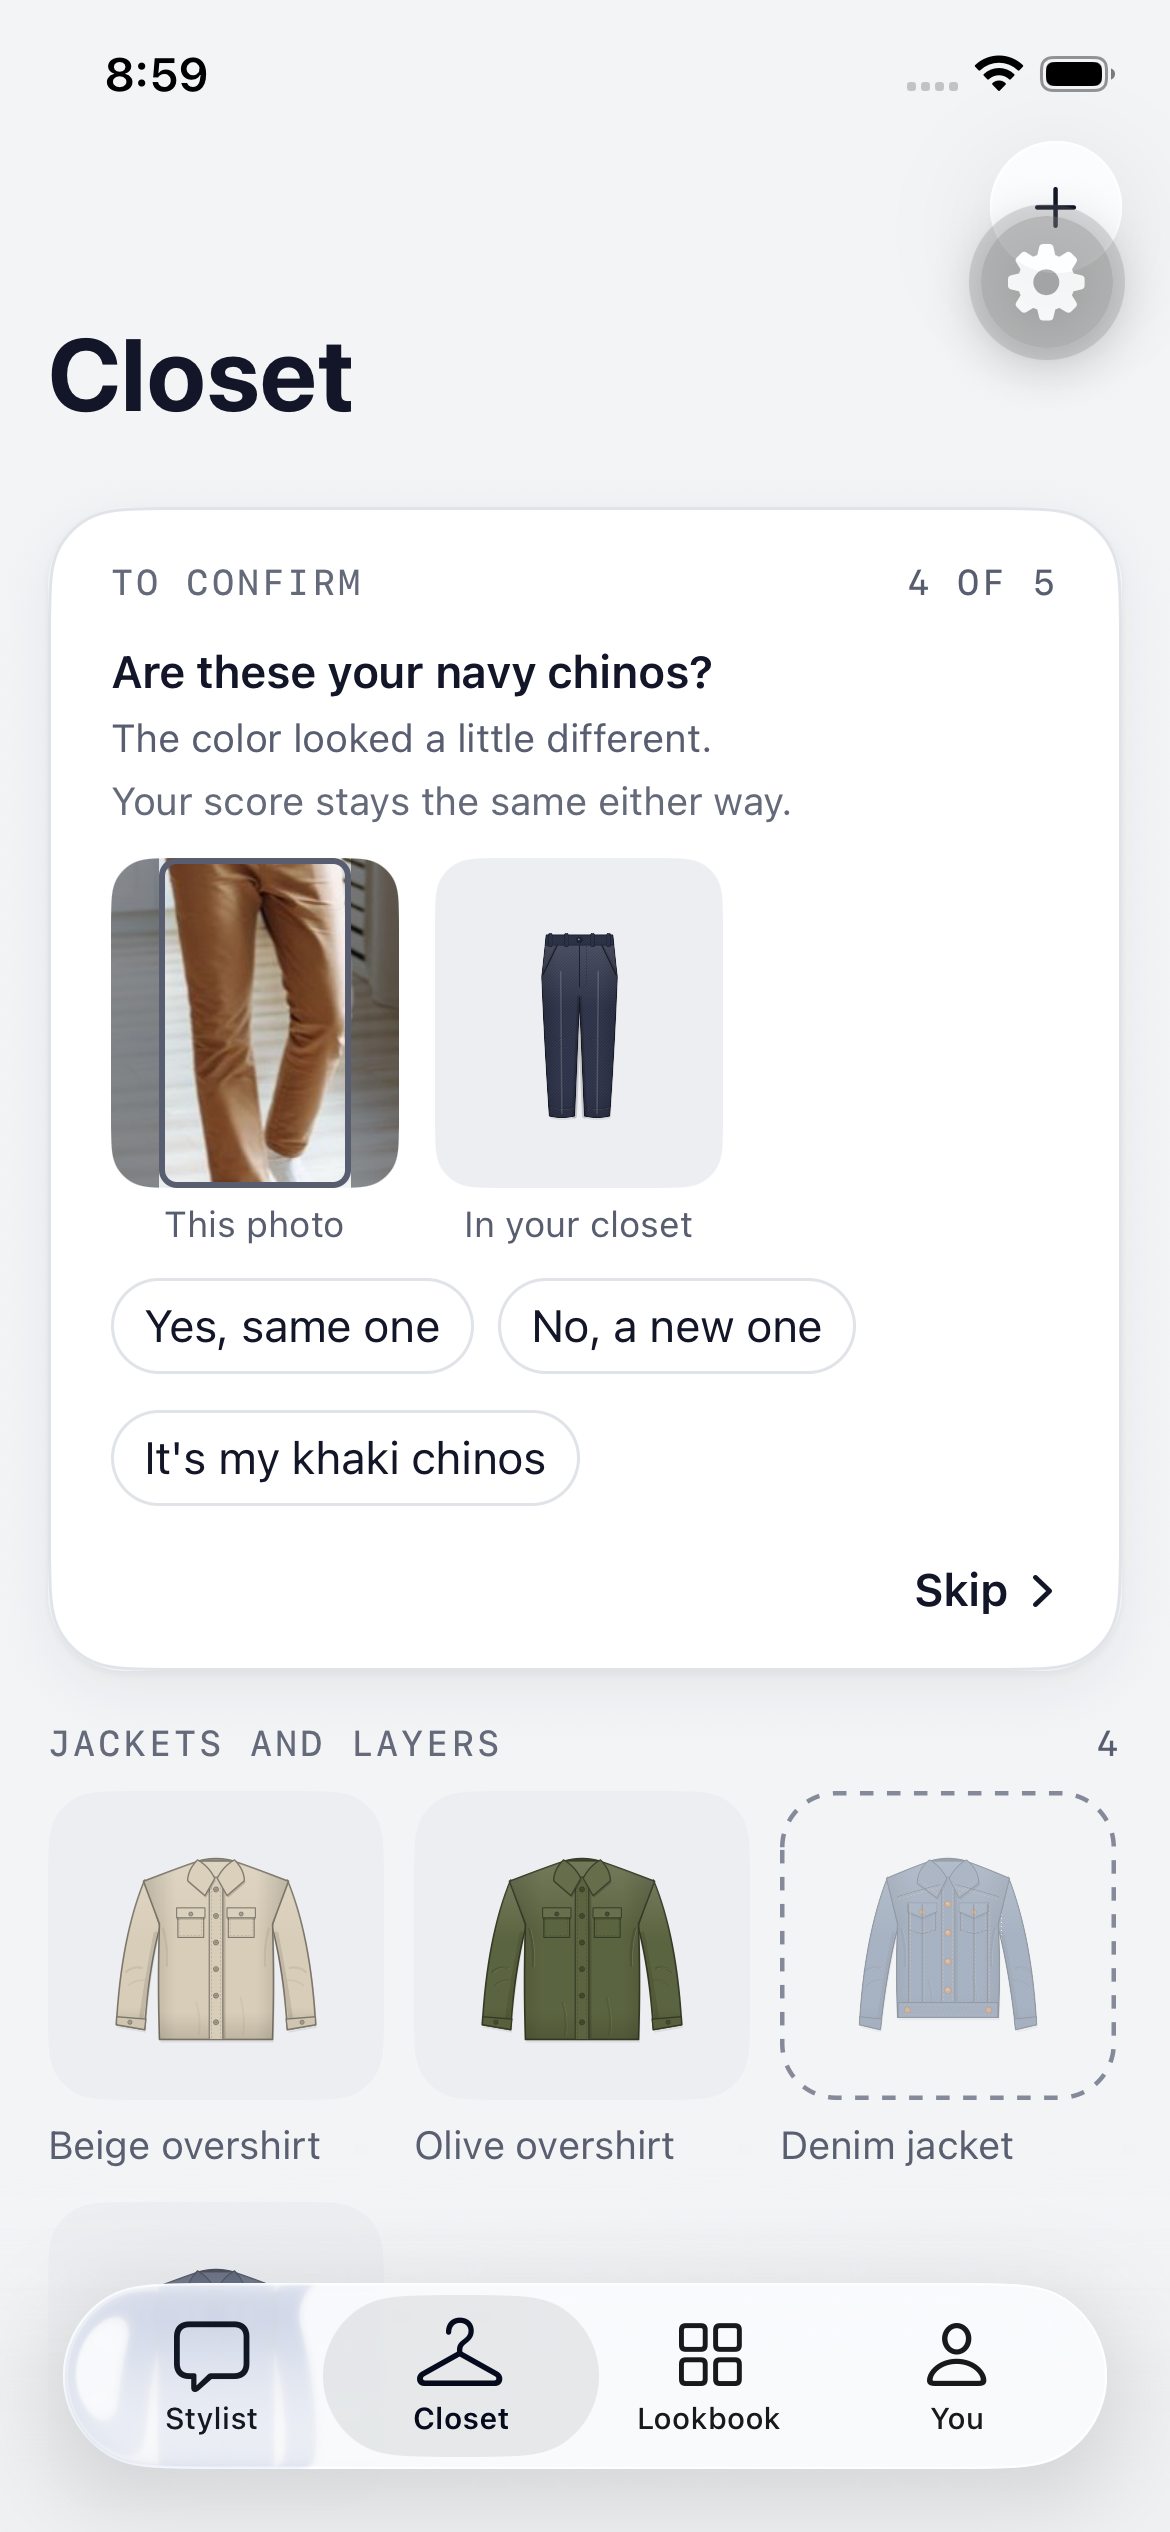 8:59
Closet
TO CONFIRM 4 OF 5
Are these your navy chinos?
The color looked a little different.
Your score stays the same either way.
This photo In your closet
Yes, same one No, a new one
It's my khaki chinos
Skip
JACKETS AND LAYERS 4
Beige overshirt Olive overshirt Denim jacket
Stylist Closet Lookbook You